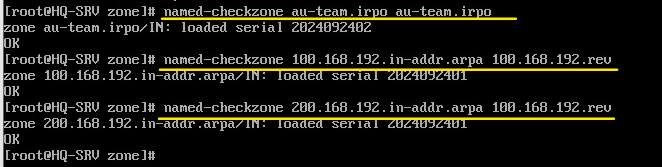 [root@HQ-SRV zone]# named-checkzone au-team.irpo au-team.irpo
zone au-team.irpo/IN: loaded serial 2024092402
OK
[root@HQ-SRV zone]# named-checkzone 100.168.192.in-addr.arpa 100.168.192.rev
zone 100.168.192.in-addr.arpa/IN: loaded serial 2024092401
OK
[root@HQ-SRV zone]# named-checkzone 200.168.192.in-addr.arpa 100.168.192.rev
zone 200.168.192.in-addr.arpa/IN: loaded serial 2024092401
OK
[root@HQ-SRV zone]#